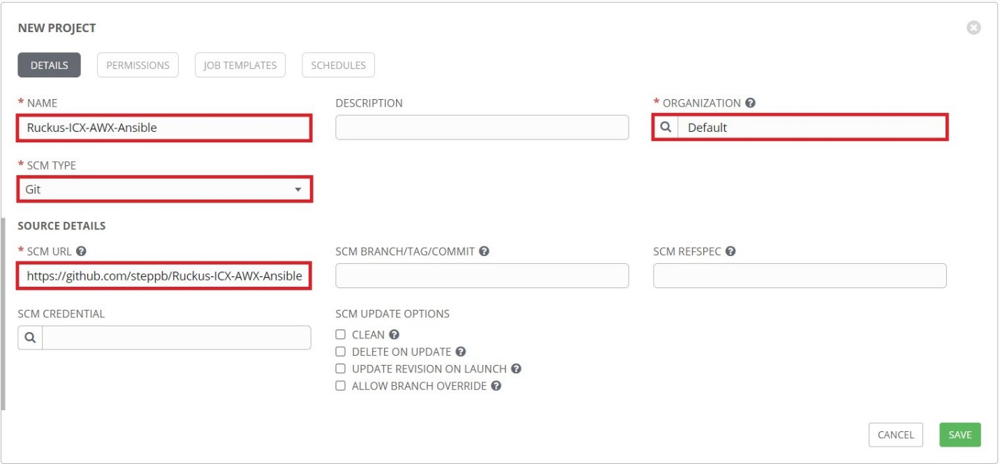 NEW PROJECT
DETAILS PERMISSIONS JOB TEMPLATES SCHEDULES
* NAME DESCRIPTION * ORGANIZATION ?
Ruckus-ICX-AWX-Ansible Default
* SCM TYPE
Git
SOURCE DETAILS
* SCM URL ? SCM BRANCH/TAG/COMMIT ? SCM REFSPEC ?
https://github.com/steppb/Ruckus-ICX-AWX-Ansible
SCM CREDENTIAL SCM UPDATE OPTIONS
CLEAN ?
DELETE ON UPDATE ?
UPDATE REVISION ON LAUNCH ?
ALLOW BRANCH OVERRIDE ?
CANCEL SAVE